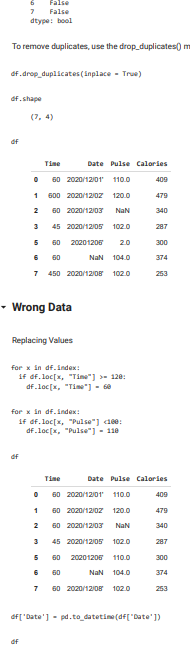 6 False
7 False
dtype: bool
To remove duplicates, use the drop_duplicates() m
df.drop_duplicates(inplace = True)
df.shape
(7, 4)
df
Time Date Pulse Calories
0 60 2020/12/01' 110.0 409
1 600 2020/12/02' 120.0 479
2 60 2020/12/03' NaN 340
3 45 2020/12/05' 102.0 287
5 60 20201206' 2.0 300
6 60 NaN 104.0 374
7 450 2020/12/08' 102.0 253
Wrong Data
Replacing Values
for x in df.index:
if df.loc[x, "Time"] >= 120:
df.loc[x, "Time"] = 60
for x in df.index:
if df.loc[x, "Pulse"] <100:
df.loc[x, "Pulse"] = 110
df
Time Date Pulse Calories
0 60 2020/12/01' 110.0 409
1 60 2020/12/02' 120.0 479
2 60 2020/12/03' NaN 340
3 45 2020/12/05' 102.0 287
5 60 20201206' 110.0 300
6 60 NaN 104.0 374
7 60 2020/12/08' 102.0 253
df['Date'] = pd.to_datetime(df['Date'])
df